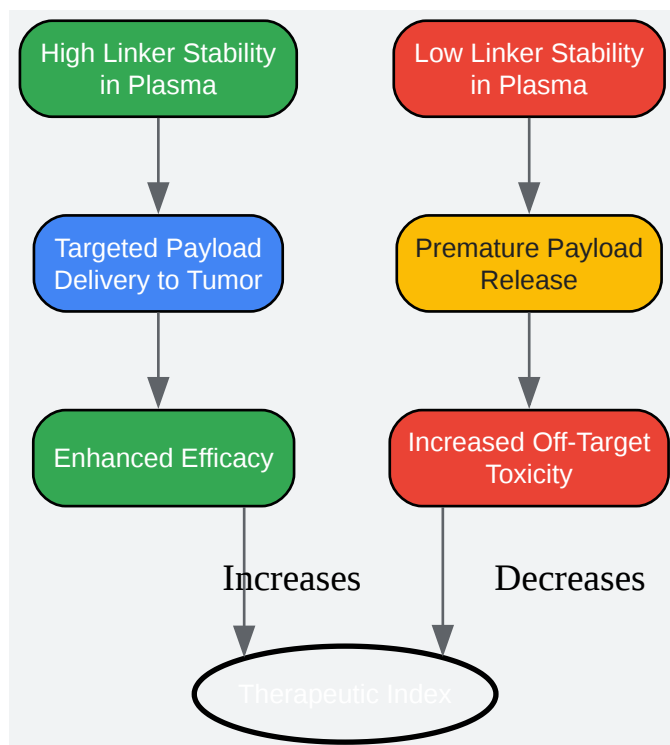 High Linker Stability
in Plasma
Low Linker Stability
in Plasma
Targeted Payload
Delivery to Tumor
Premature Payload
Release
Enhanced Efficacy
Increased Off-Target
Toxicity
Increases
Decreases
Therapeutic Index